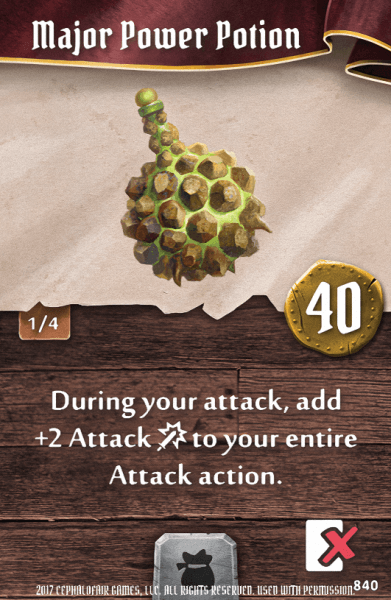 Major Power Potion
40
1/4
During your attack, add
+2 Attack to your entire
Attack action.
2017 CEPHALOFAIR GAMES, LLC. ALL RIGHTS RESERVED. USED WITH PERMISSION.
840